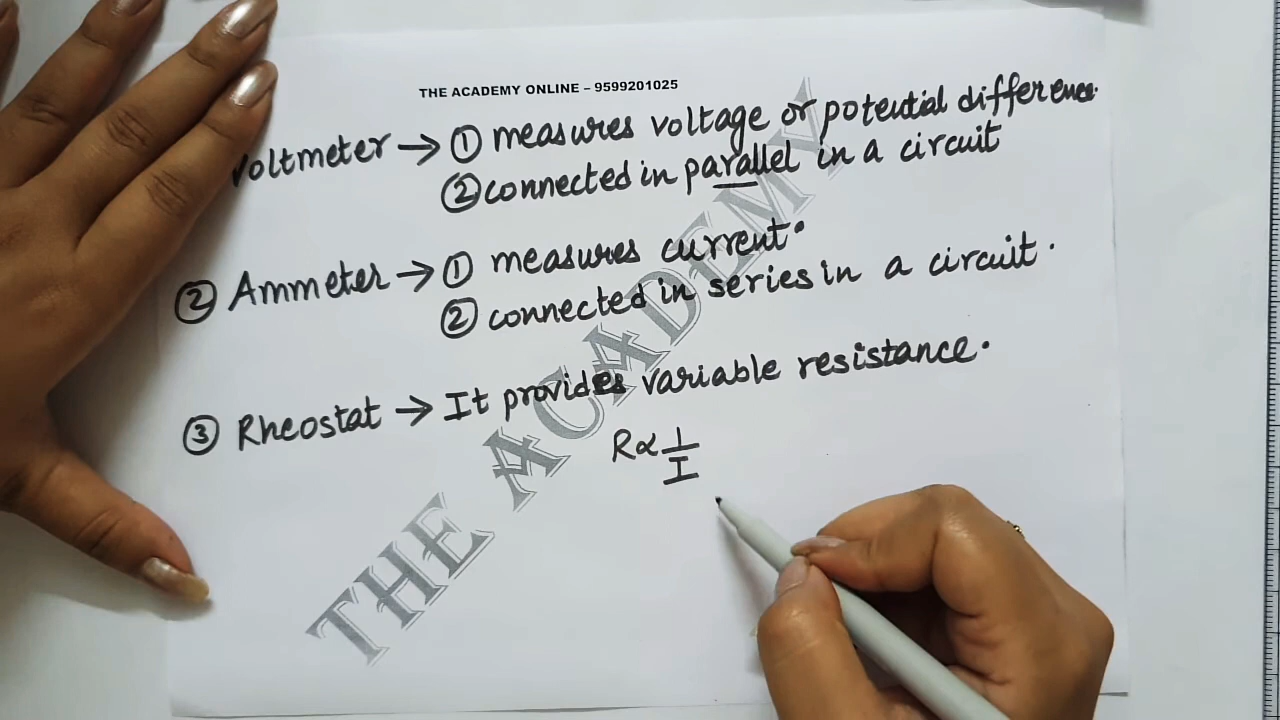 THE ACADEMY ONLINE – 9599201025
Voltmeter → ① measures voltage or potential difference.
② connected in parallel in a circuit
② Ammeter → ① measures current.
② connected in series in a circuit.
③ Rheostat → It provides variable resistance.
R ∝ 1/I
THE ACADEMY